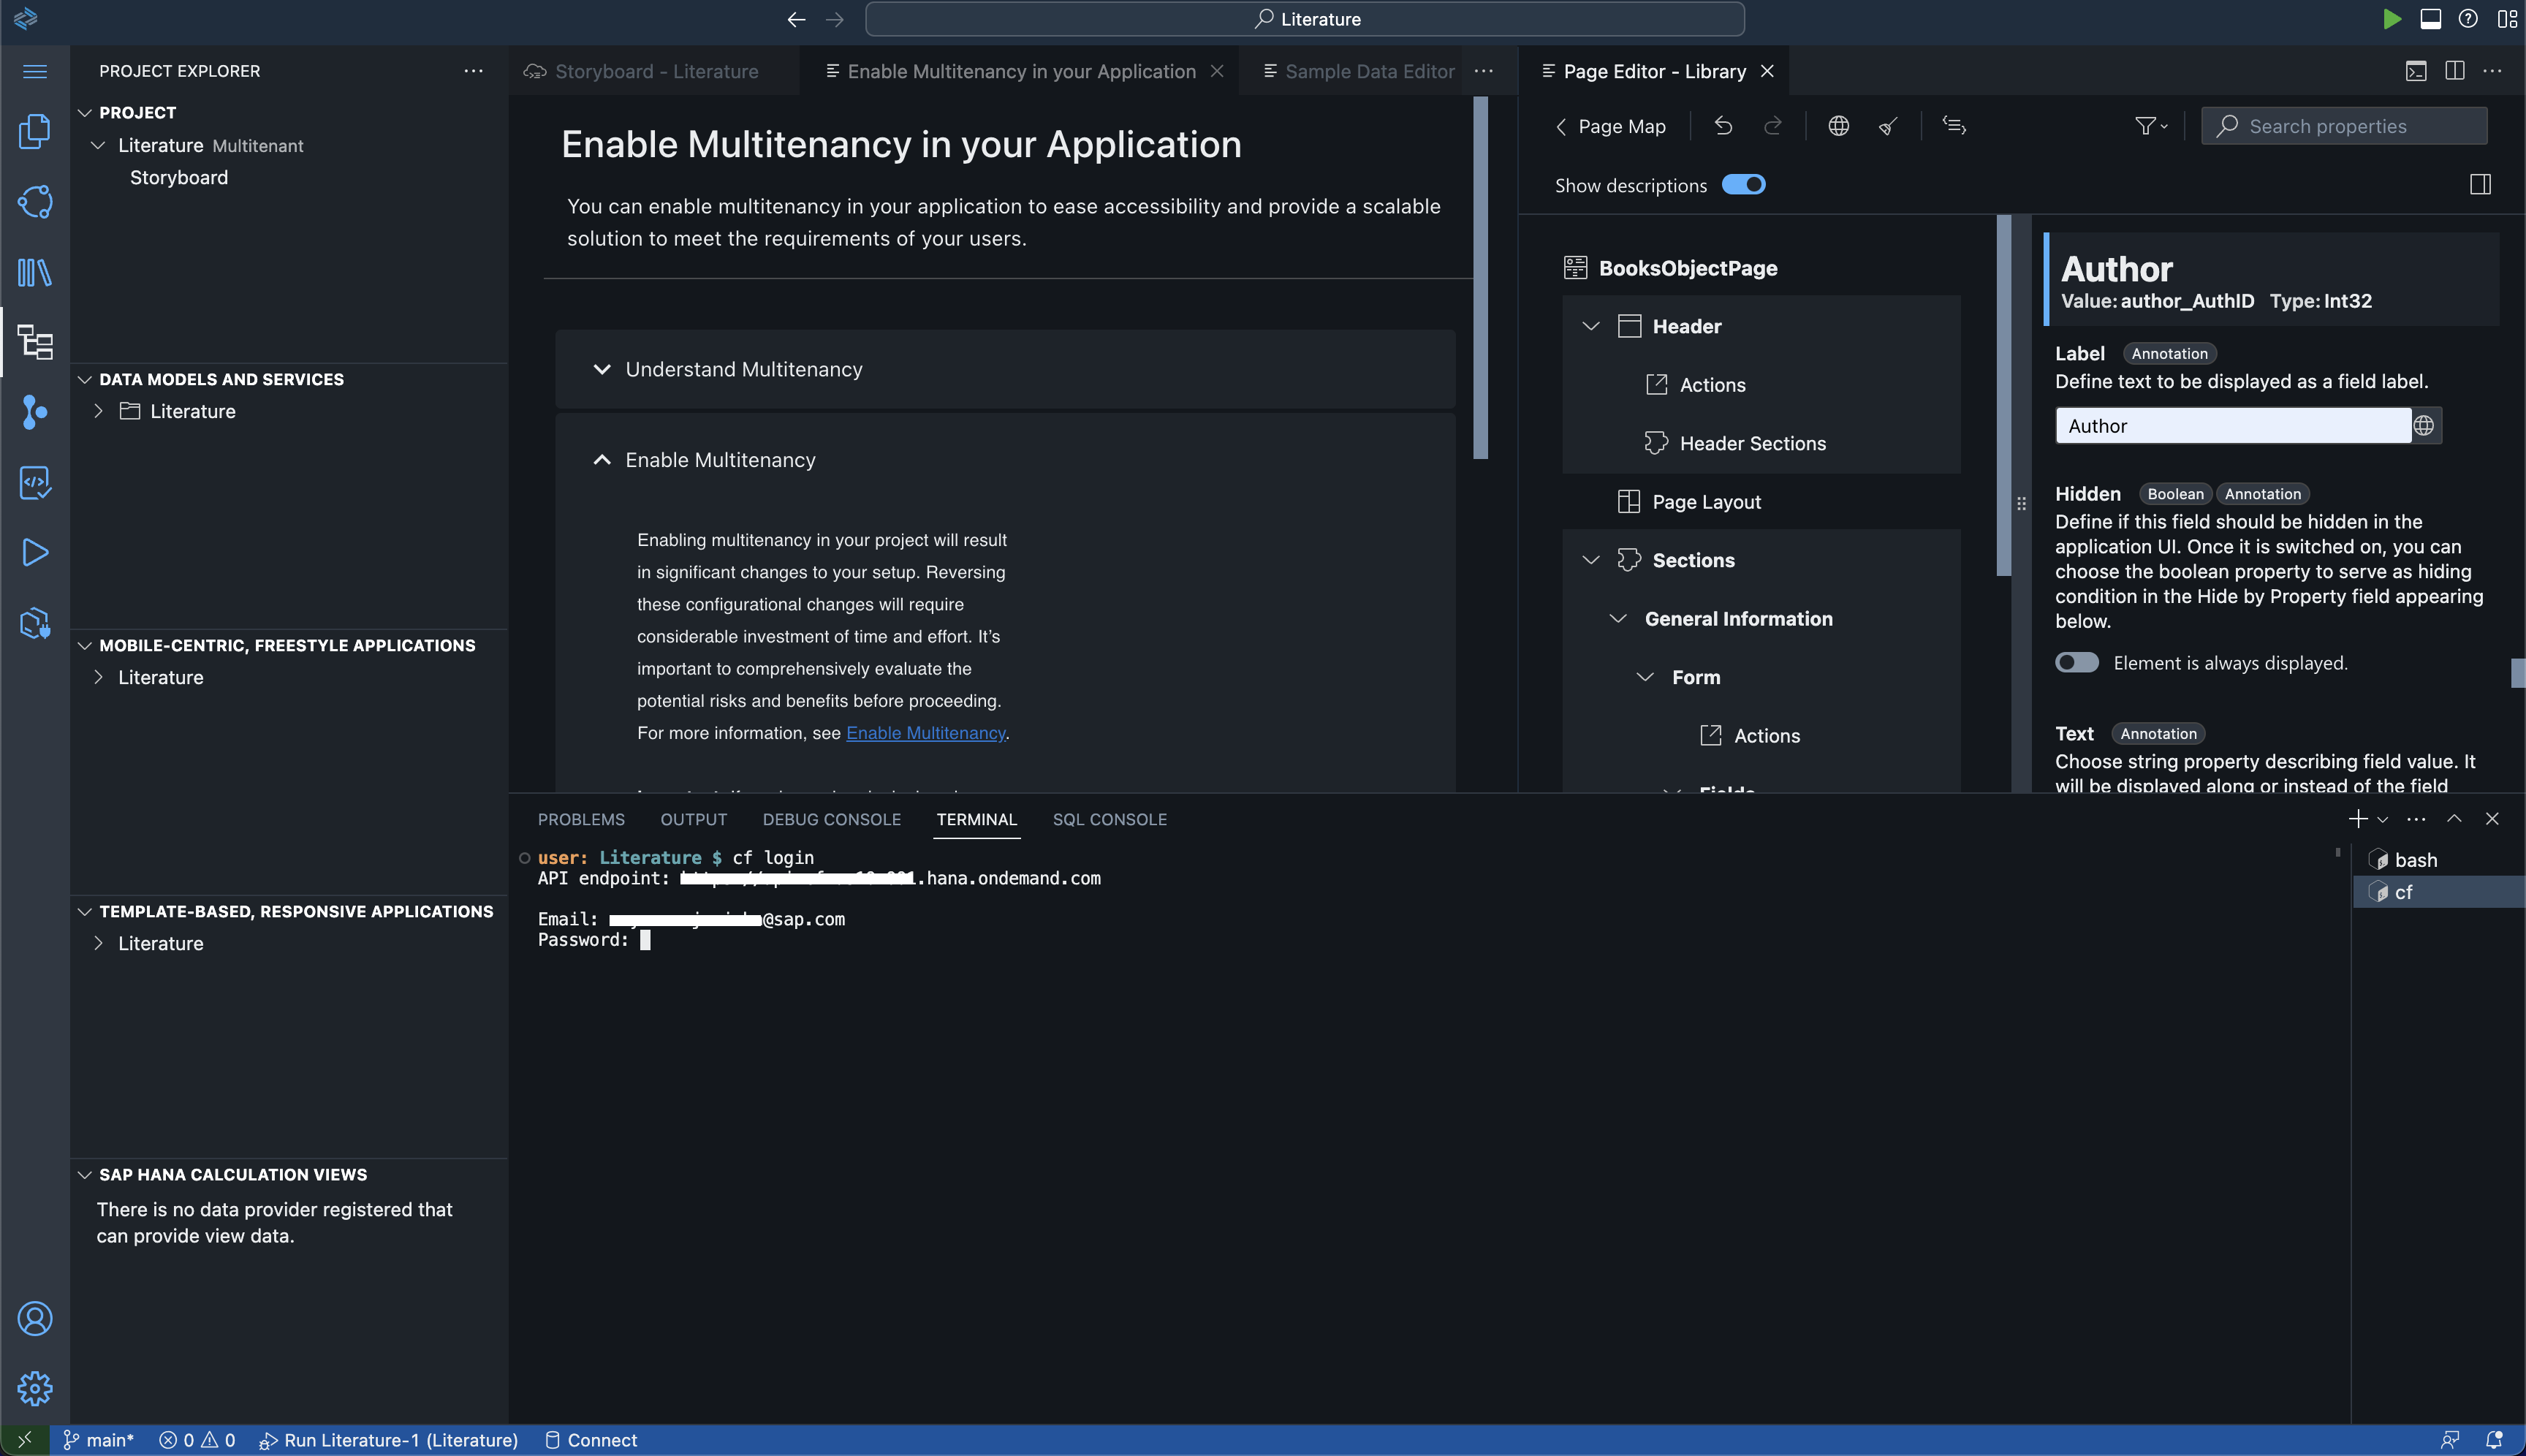 Literature
PROJECT EXPLORER
PROJECT
Literature Multitenant
Storyboard
DATA MODELS AND SERVICES
Literature
MOBILE-CENTRIC, FREESTYLE APPLICATIONS
Literature
TEMPLATE-BASED, RESPONSIVE APPLICATIONS
Literature
SAP HANA CALCULATION VIEWS
There is no data provider registered that
can provide view data.
Storyboard - Literature
Enable Multitenancy in your Application
Sample Data Editor
Enable Multitenancy in your Application
You can enable multitenancy in your application to ease accessibility and provide a scalable
solution to meet the requirements of your users.
Understand Multitenancy
Enable Multitenancy
Enabling multitenancy in your project will result
in significant changes to your setup. Reversing
these configurational changes will require
considerable investment of time and effort. It's
important to comprehensively evaluate the
potential risks and benefits before proceeding.
For more information, see Enable Multitenancy.
Page Editor - Library
Page Map
Search properties
Show descriptions
BooksObjectPage
Header
Actions
Header Sections
Page Layout
Sections
General Information
Form
Actions
Fields
Author
Value: author_AuthID Type: Int32
Label Annotation
Define text to be displayed as a field label.
Author
Hidden Boolean Annotation
Define if this field should be hidden in the
application UI. Once it is switched on, you can
choose the boolean property to serve as hiding
condition in the Hide by Property field appearing
below.
Element is always displayed.
Text Annotation
Choose string property describing field value. It
will be displayed along or instead of the field
PROBLEMS OUTPUT DEBUG CONSOLE TERMINAL SQL CONSOLE
user: Literature $ cf login
API endpoint: .hana.ondemand.com
Email: @sap.com
Password:
bash
cf
main* 0 0 Run Literature-1 (Literature) Connect